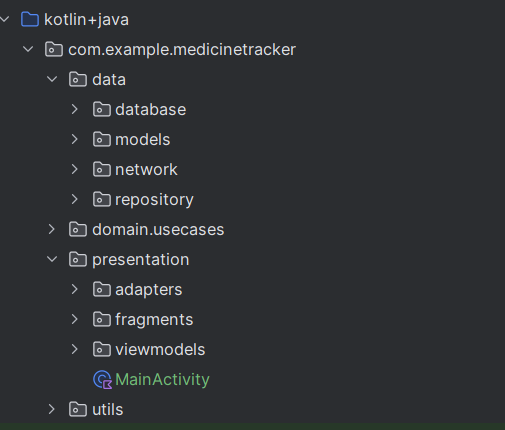 kotlin+java
com.example.medicinetracker
data
database
models
network
repository
domain.usecases
presentation
adapters
fragments
viewmodels
MainActivity
utils